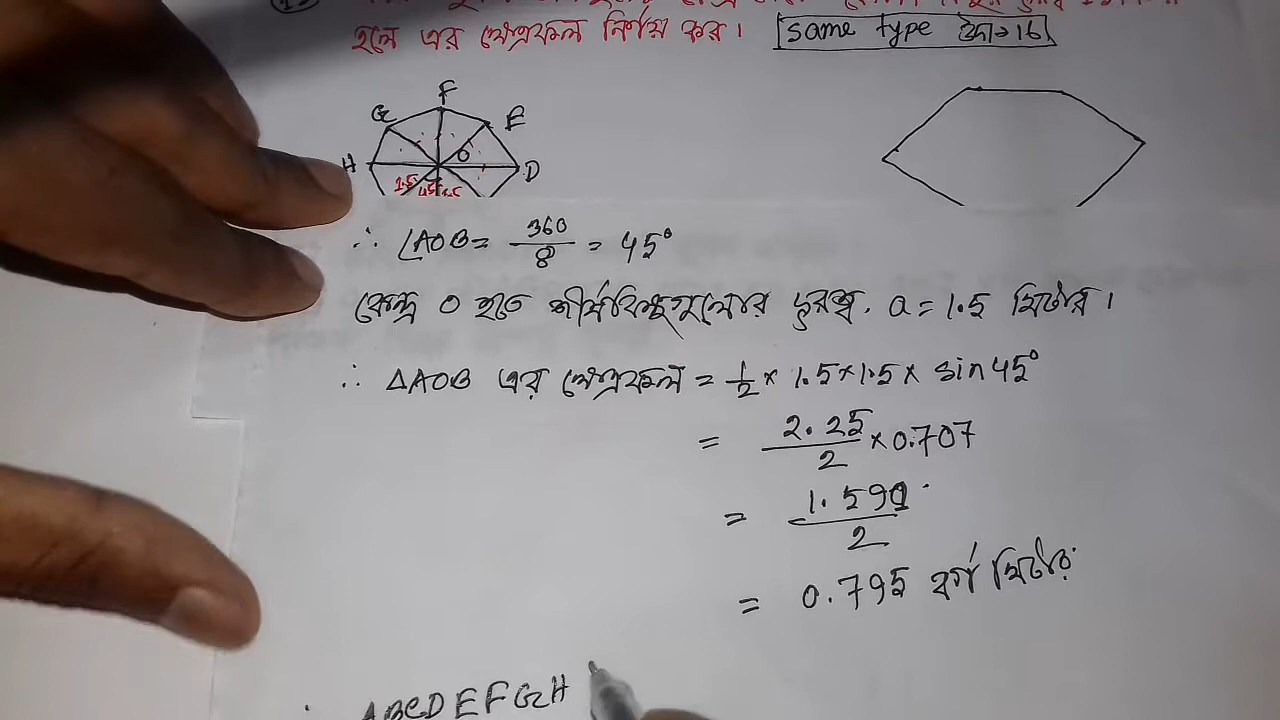 হলে এর ক্ষেত্রফল নির্ণয় কর। same type উদা:16
F
G E
H O D
1.5 1.5
∴ ∠AOB = 360/8 = 45°
কেন্দ্র O হতে শীর্ষবিন্দুগুলোর দূরত্ব. a = 1.5 মিটার।
∴ ΔAOB এর ক্ষেত্রফল = 1/2 × 1.5 × 1.5 × sin 45°
= 2.25/2 × 0.707
= 1.590/2
= 0.795 বর্গ মিটার
∴ ABCDEFGH